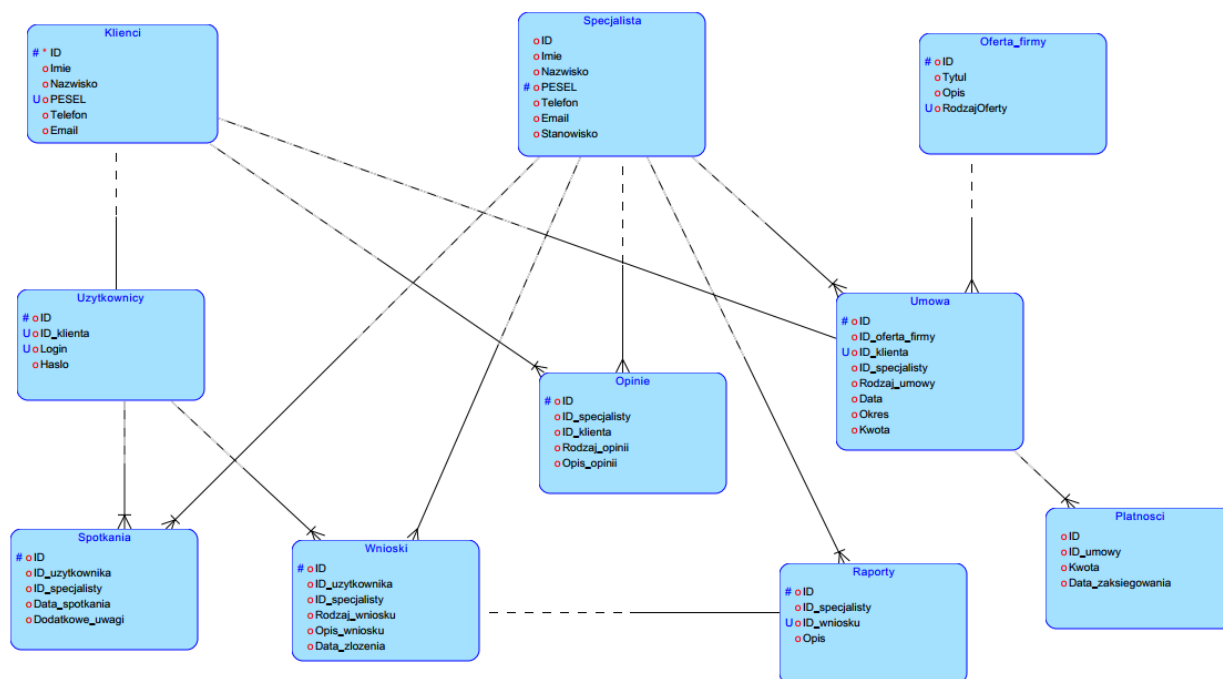 Klienci
# * ID
o Imie
o Nazwisko
U o PESEL
o Telefon
o Email
Specjalista
o ID
o Imie
o Nazwisko
# o PESEL
o Telefon
o Email
o Stanowisko
Oferta_firmy
# o ID
o Tytul
o Opis
U o RodzajOferty
Uzytkownicy
# o ID
U o ID_klienta
U o Login
o Haslo
Opinie
# o ID
o ID_specjalisty
o ID_klienta
o Rodzaj_opinii
o Opis_opinii
Umowa
# o ID
o ID_oferta_firmy
U o ID_klienta
o ID_specjalisty
o Rodzaj_umowy
o Data
o Okres
o Kwota
Spotkania
# o ID
o ID_uzytkownika
o ID_specjalisty
o Data_spotkania
o Dodatkowe_uwagi
Wnioski
# o ID
o ID_uzytkownika
o ID_specjalisty
o Rodzaj_wniosku
o Opis_wniosku
o Data_zlozenia
Raporty
# o ID
o ID_specjalisty
U o ID_wniosku
o Opis
Platnosci
o ID
o ID_umowy
o Kwota
o Data_zaksiegowania